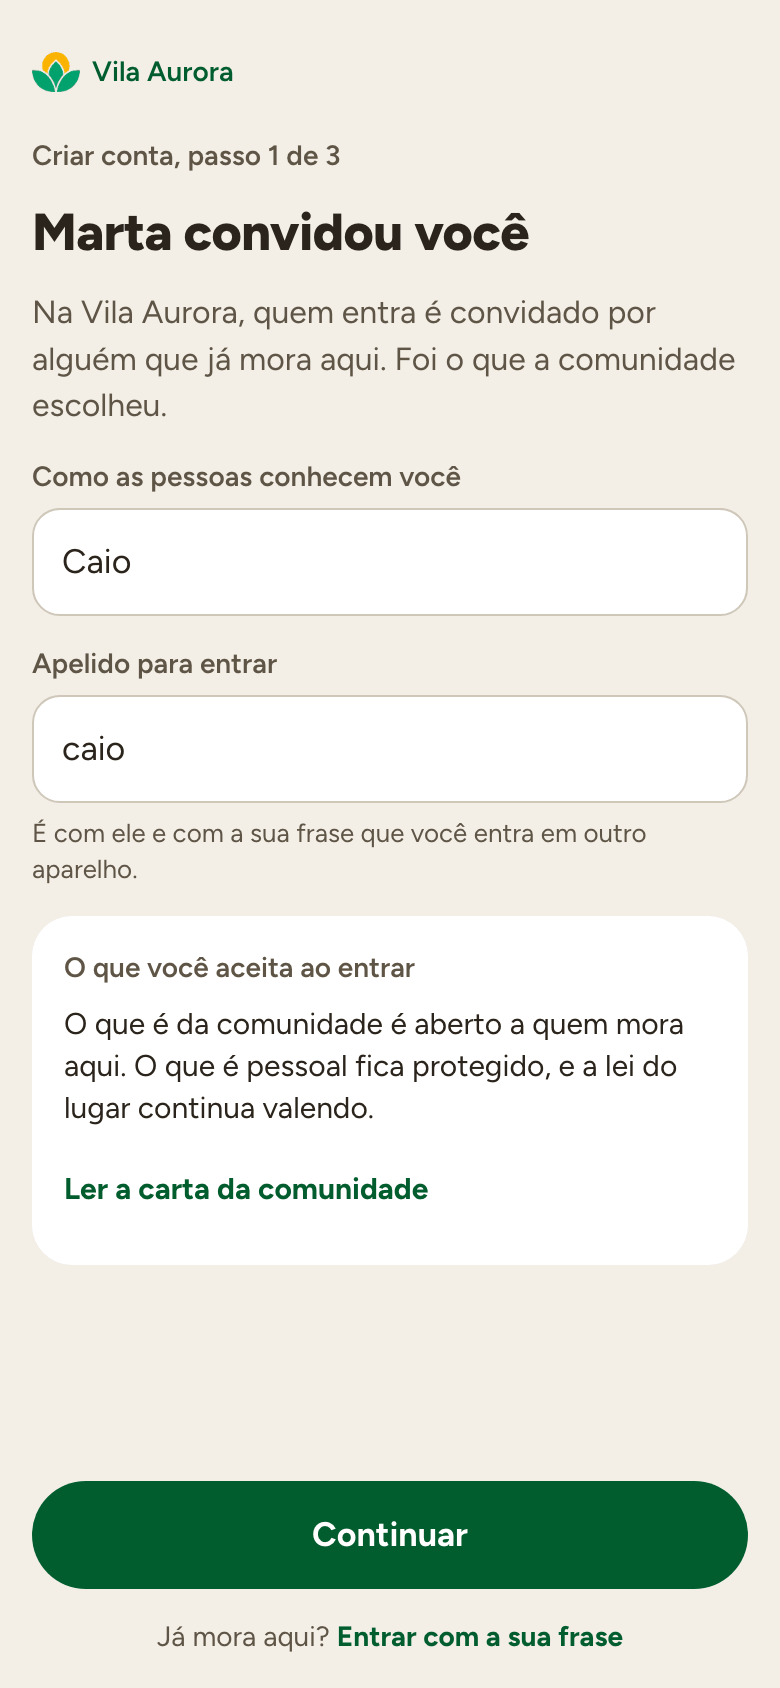 Vila Aurora
Criar conta, passo 1 de 3
Marta convidou você
Na Vila Aurora, quem entra é convidado por
alguém que já mora aqui. Foi o que a comunidade
escolheu.
Como as pessoas conhecem você
Caio
Apelido para entrar
caio
É com ele e com a sua frase que você entra em outro
aparelho.
O que você aceita ao entrar
O que é da comunidade é aberto a quem mora
aqui. O que é pessoal fica protegido, e a lei do
lugar continua valendo.
Ler a carta da comunidade
Continuar
Já mora aqui? Entrar com a sua frase